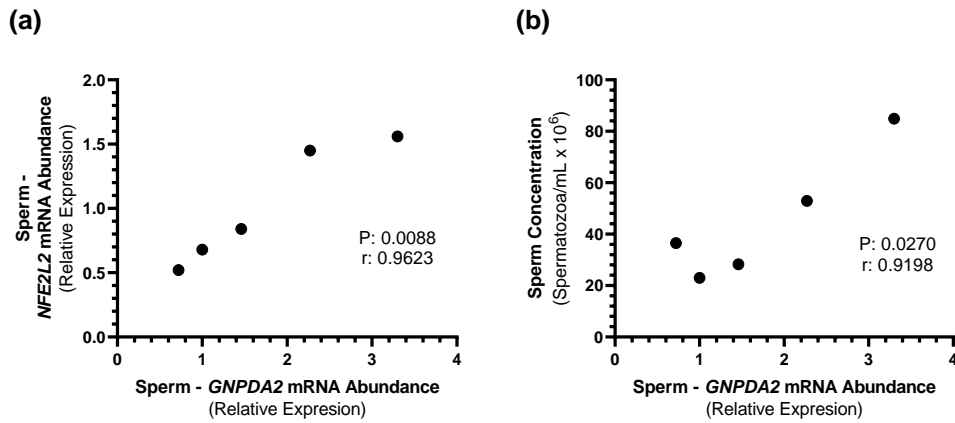 (a)
Sperm -
NFE2L2 mRNA Abundance
(Relative Expression)
2.0
1.5
1.0
0.5
0.0
P: 0.0088
r: 0.9623
0 1 2 3 4
Sperm - GNPDA2 mRNA Abundance
(Relative Expresion)
(b)
Sperm Concentration
(Spermatozoa/mL x 10⁶)
100
80
60
40
20
0
P: 0.0270
r: 0.9198
0 1 2 3 4
Sperm - GNPDA2 mRNA Abundance
(Relative Expresion)